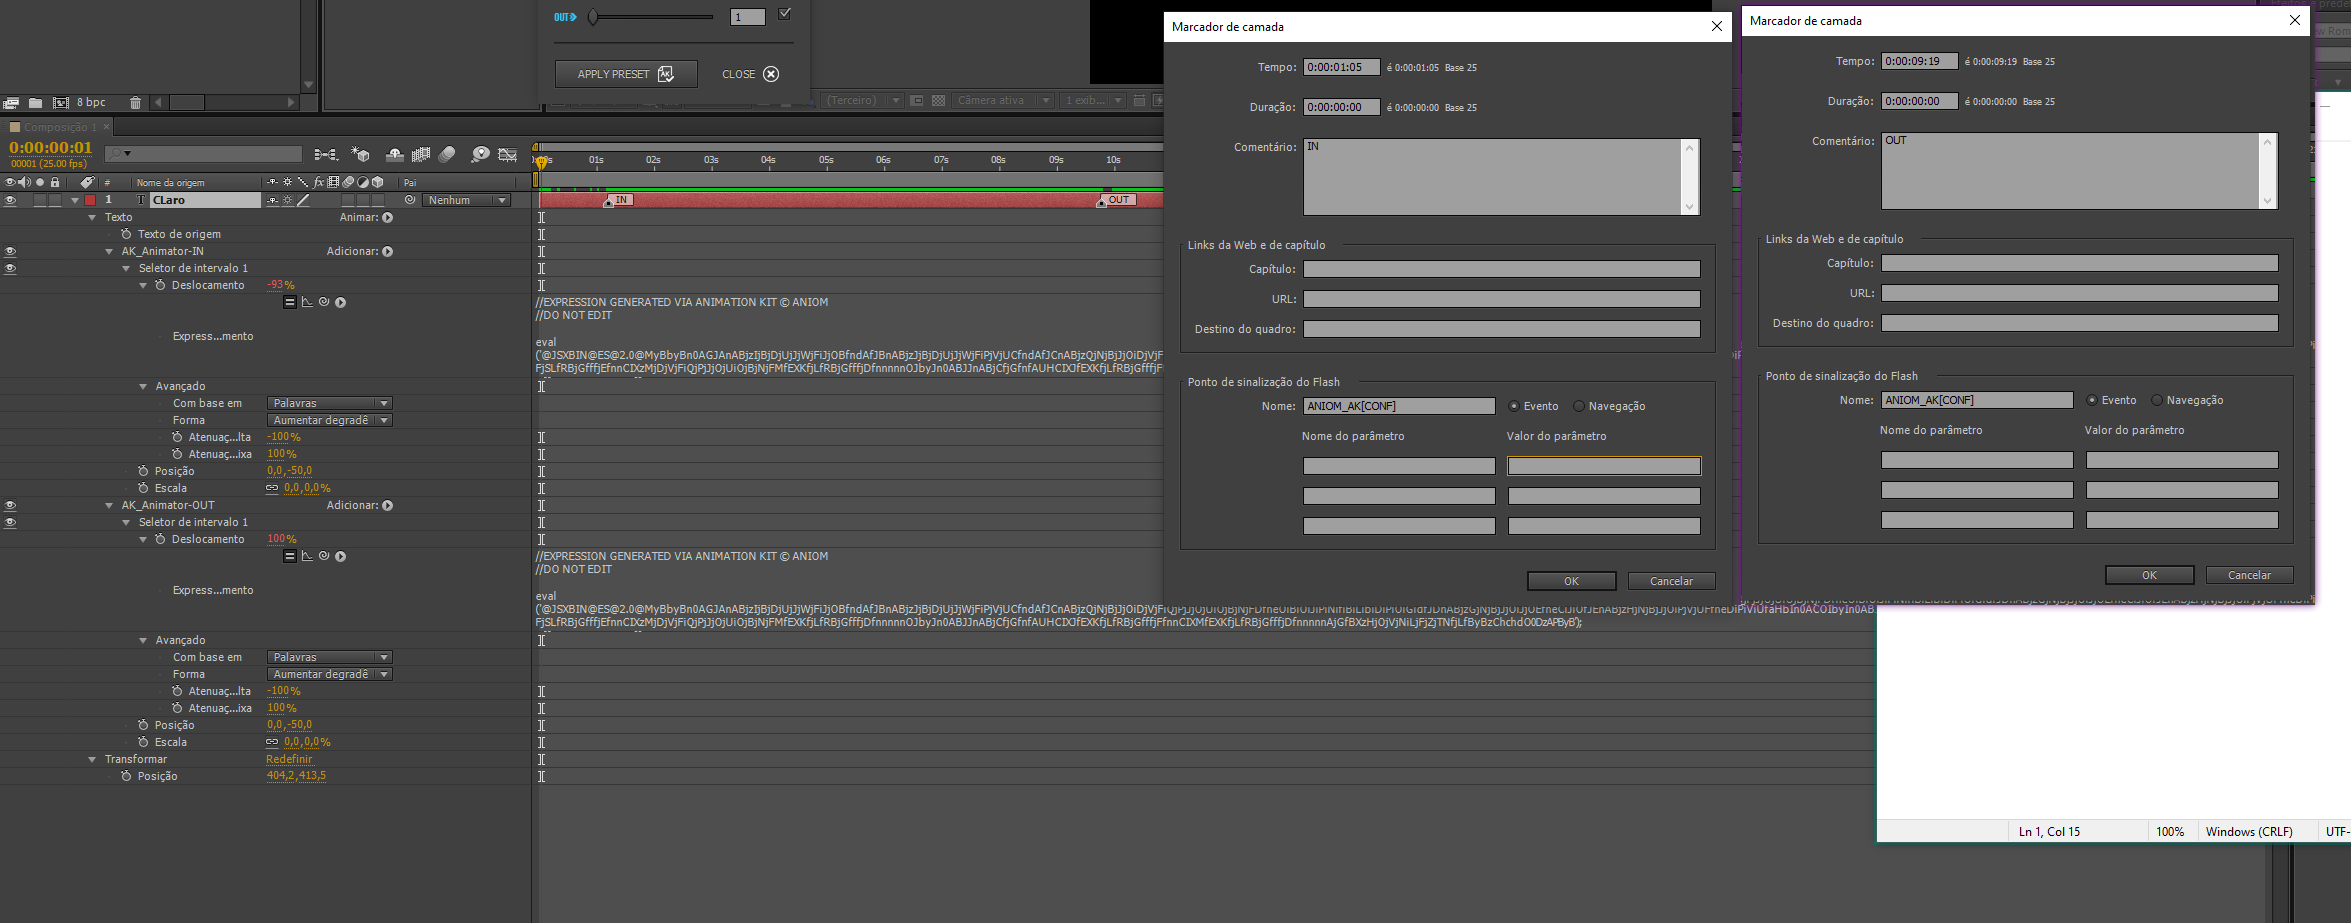 OUT
1
APPLY PRESET
CLOSE
8 bpc
(Terceiro)
Câmera ativa
1 exib...
Composição 1
0:00:00:01
00001 (25.00 fps)
01s 02s 03s 04s 05s 06s 07s 08s 09s 10s
# Nome da origem
fx
Pai
1 T CLaro
Nenhum
IN
OUT
Texto
Animar:
Texto de origem
AK_Animator-IN
Adicionar:
Seletor de intervalo 1
Deslocamento
-93%
//EXPRESSION GENERATED VIA ANIMATION KIT © ANIOM
//DO NOT EDIT
Express...mento
eval
Avançado
Com base em
Palavras
Forma
Aumentar degradê
Atenuaç...lta
-100%
Atenuaç...ixa
100%
Posição
0,0,-50,0
Escala
0,0,0,0%
AK_Animator-OUT
Adicionar:
Seletor de intervalo 1
Deslocamento
100%
//EXPRESSION GENERATED VIA ANIMATION KIT © ANIOM
//DO NOT EDIT
Express...mento
eval
Avançado
Com base em
Palavras
Forma
Aumentar degradê
Atenuaç...lta
-100%
Atenuaç...ixa
100%
Posição
0,0,-50,0
Escala
0,0,0,0%
Transformar
Redefinir
Posição
404,2,413,5
Marcador de camada
Tempo: 0:00:01:05 é 0:00:01:05 Base 25
Duração: 0:00:00:00 é 0:00:00:00 Base 25
Comentário: IN
Links da Web e de capítulo
Capítulo:
URL:
Destino do quadro:
Ponto de sinalização do Flash
Nome: ANIOM_AK[CONF] Evento Navegação
Nome do parâmetro Valor do parâmetro
OK Cancelar
Marcador de camada
Tempo: 0:00:09:19 é 0:00:09:19 Base 25
Duração: 0:00:00:00 é 0:00:00:00 Base 25
Comentário: OUT
Links da Web e de capítulo
Capítulo:
URL:
Destino do quadro:
Ponto de sinalização do Flash
Nome: ANIOM_AK[CONF] Evento Navegação
Nome do parâmetro Valor do parâmetro
OK Cancelar
Ln 1, Col 15 100% Windows (CRLF) UTF-